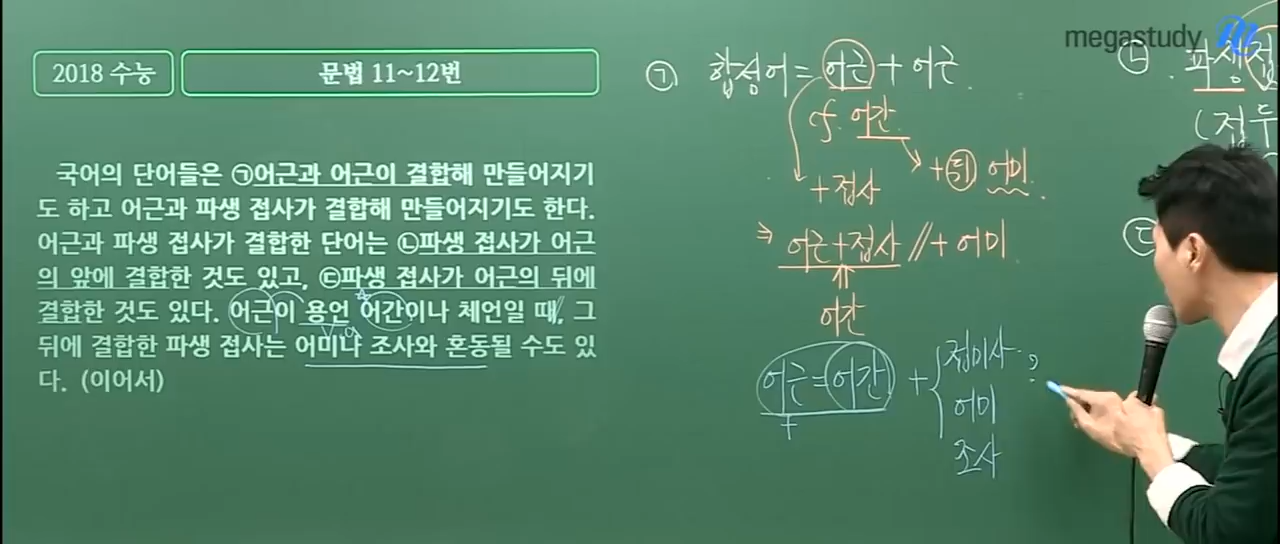 megastudy
2018 수능
문법 11~12번
국어의 단어들은 ㉠어근과 어근이 결합해 만들어지기
도 하고 어근과 파생 접사가 결합해 만들어지기도 한다.
어근과 파생 접사가 결합한 단어는 ㉡파생 접사가 어근
의 앞에 결합한 것도 있고, ㉢파생 접사가 어근의 뒤에
결합한 것도 있다. 어근이 용언 어간이나 체언일 때, 그
뒤에 결합한 파생 접사는 어미나 조사와 혼동될 수도 있
다. (이어서)
㉠ 합성어 = 어근 + 어근
cf. 어간
+ 뒤 어미
+ 접사
⇒ 어근+접사 // + 어미
어간
어근=어간 + { 접미사
어미
조사
?
㉡ 파생접
(접두
㉢